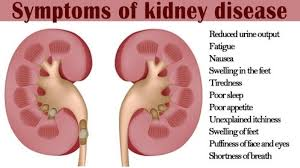 Symptoms of kidney disease
Reduced urine output
Fatigue
Nausea
Swelling in the feet
Tiredness
Poor sleep
Poor appetite
Unexplained itchiness
Swelling of feet
Puffiness of face and eyes
Shortness of breath